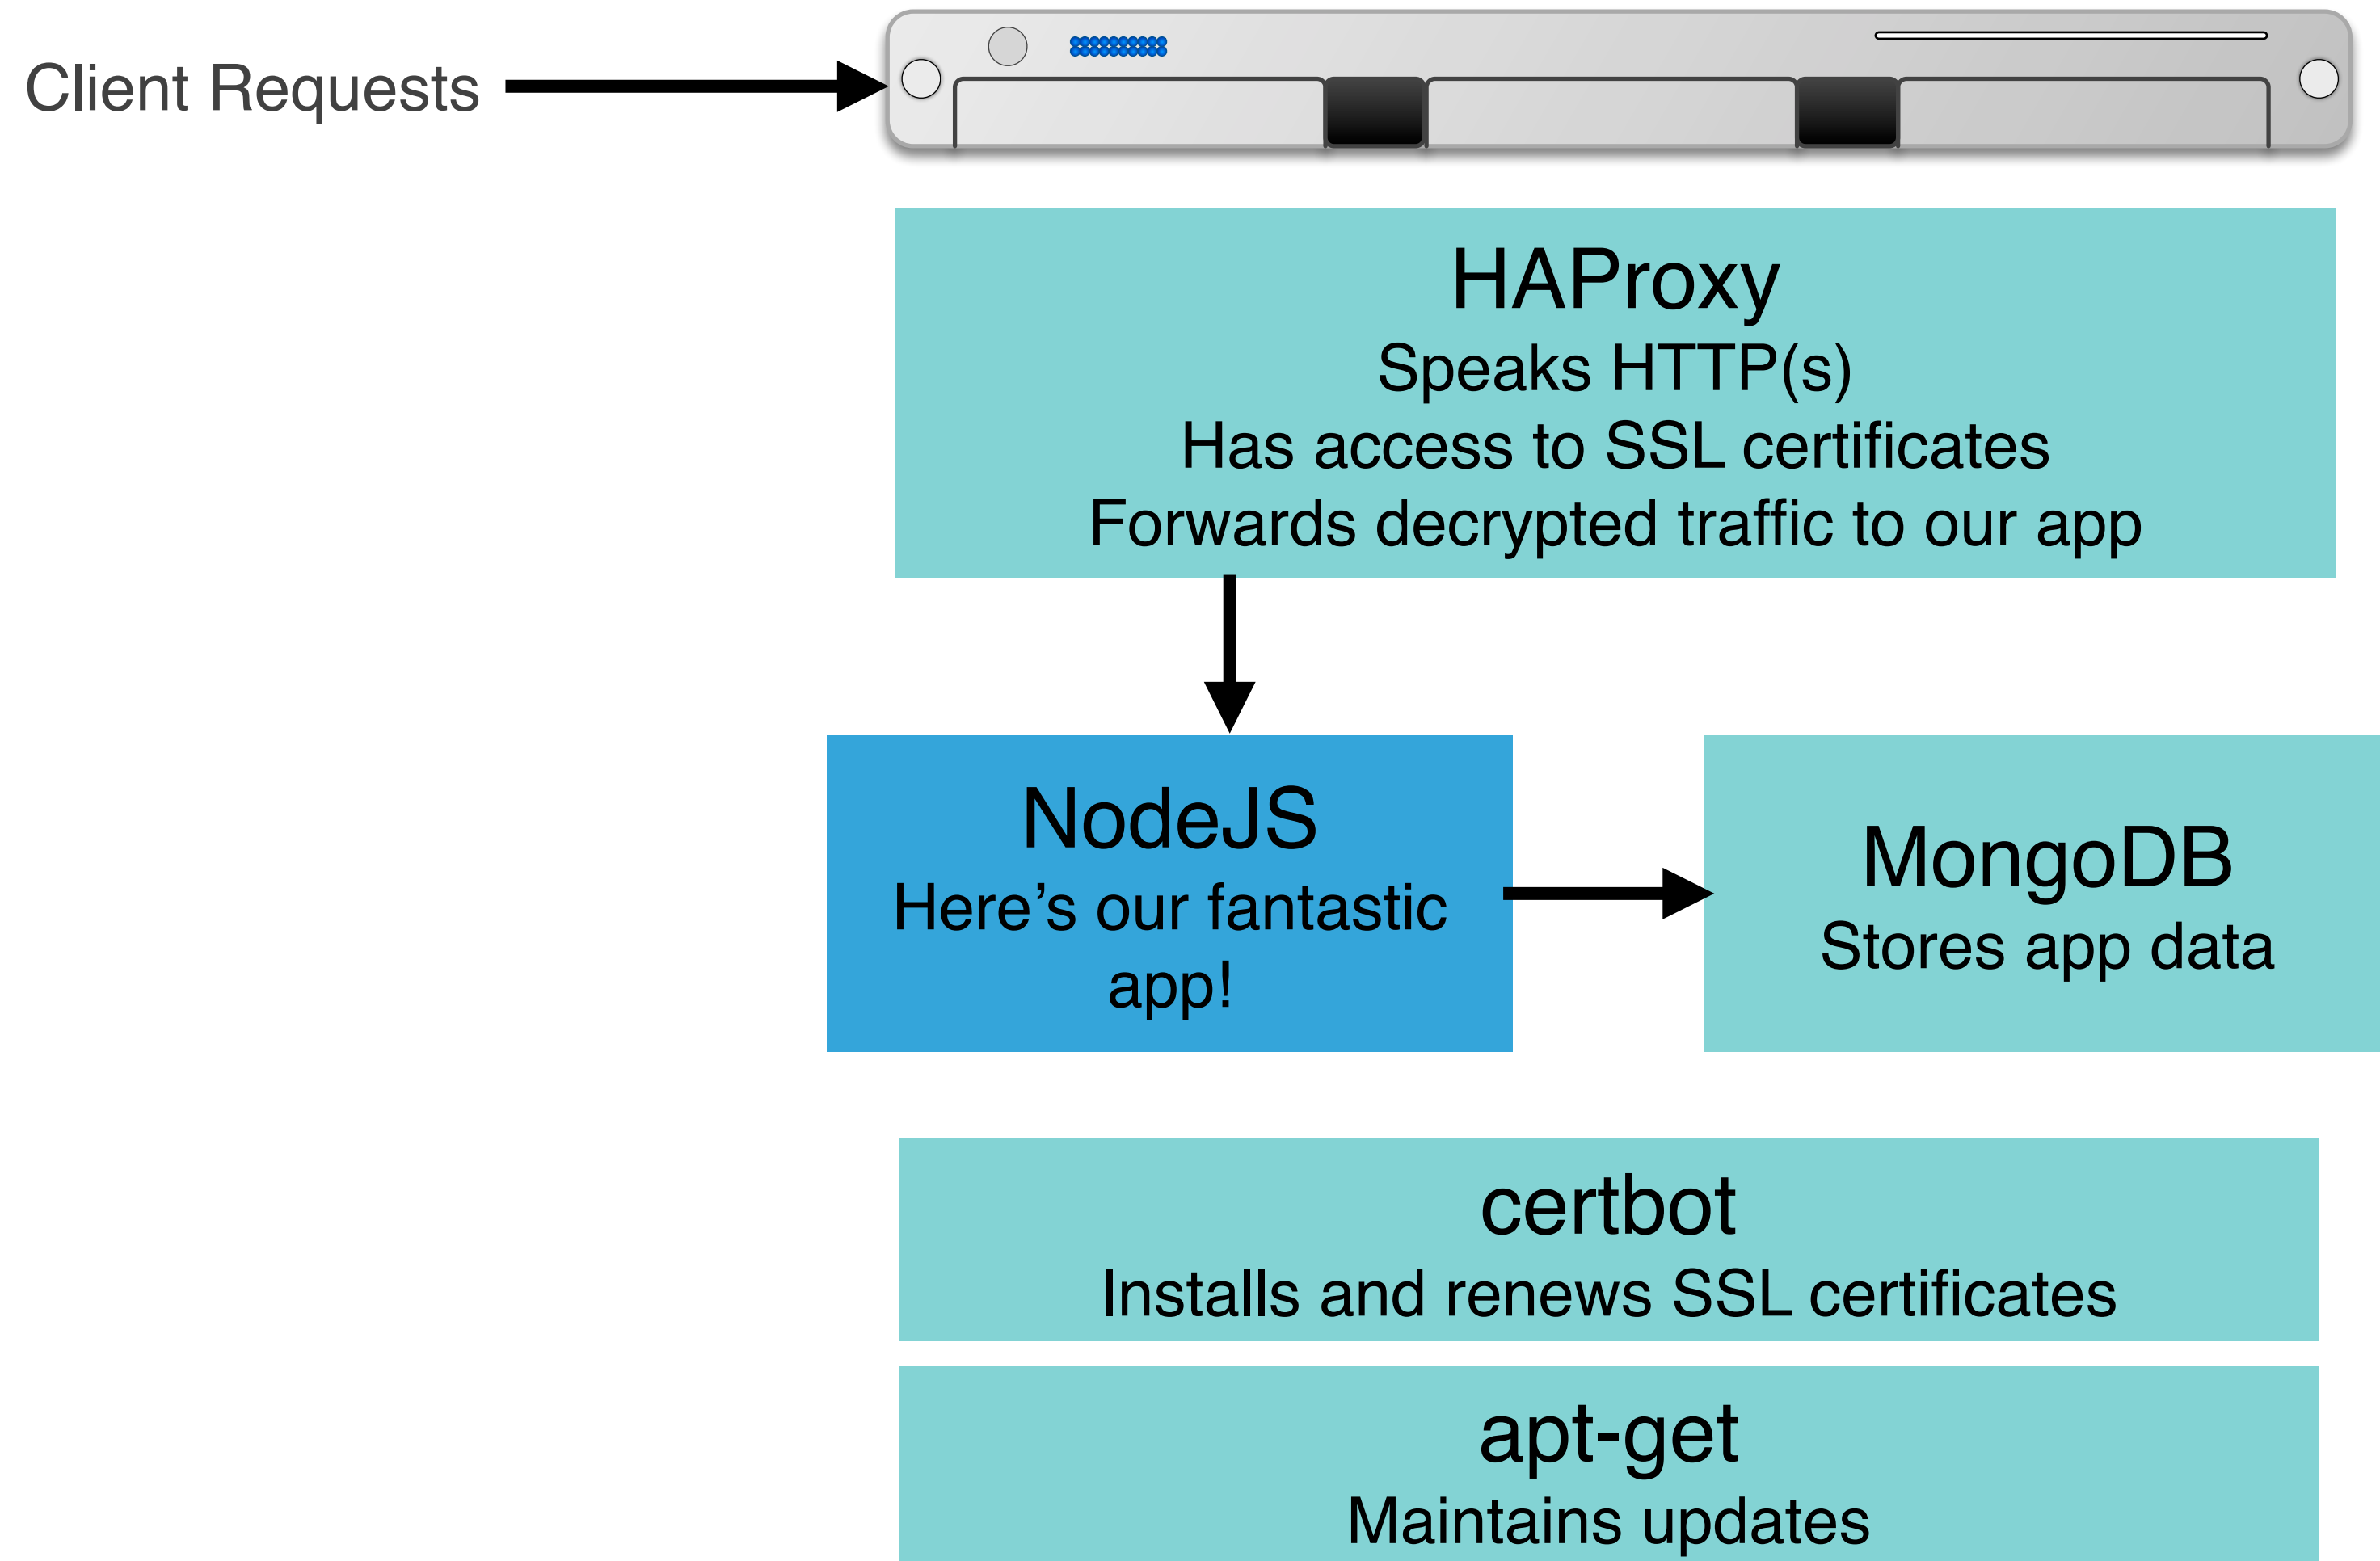 Client Requests
HAProxy
Speaks HTTP(s)
Has access to SSL certificates
Forwards decrypted traffic to our app
NodeJS
Here’s our fantastic
app!
MongoDB
Stores app data
certbot
Installs and renews SSL certificates
apt-get
Maintains updates